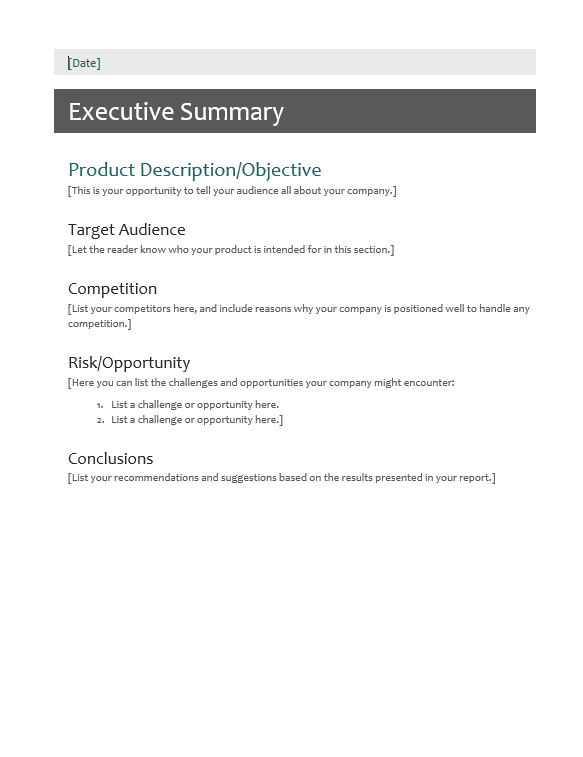 [Date]
Executive Summary
Product Description/Objective
[This is your opportunity to tell your audience all about your company.]
Target Audience
[Let the reader know who your product is intended for in this section.]
Competition
[List your competitors here, and include reasons why your company is positioned well to handle any
competition.]
Risk/Opportunity
[Here you can list the challenges and opportunities your company might encounter:
1. List a challenge or opportunity here.
2. List a challenge or opportunity here.]
Conclusions
[List your recommendations and suggestions based on the results presented in your report.]